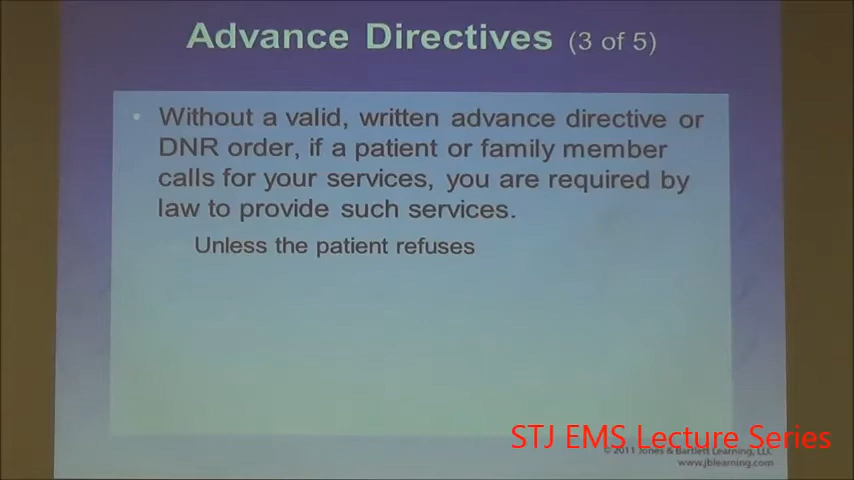 Advance Directives (3 of 5)
• Without a valid, written advance directive or
DNR order, if a patient or family member
calls for your services, you are required by
law to provide such services.
Unless the patient refuses
STJ EMS Lecture Series
© 2011 Jones & Bartlett Learning, LLC
www.jblearning.com